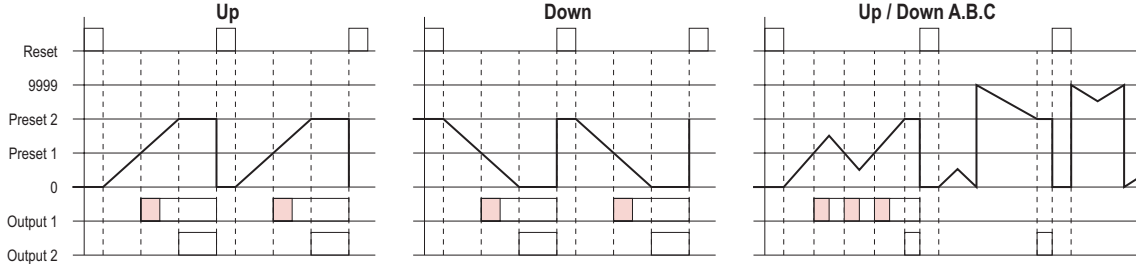 Up
Down
Up / Down A.B.C
Reset
9999
Preset 2
Preset 1
0
Output 1
Output 2